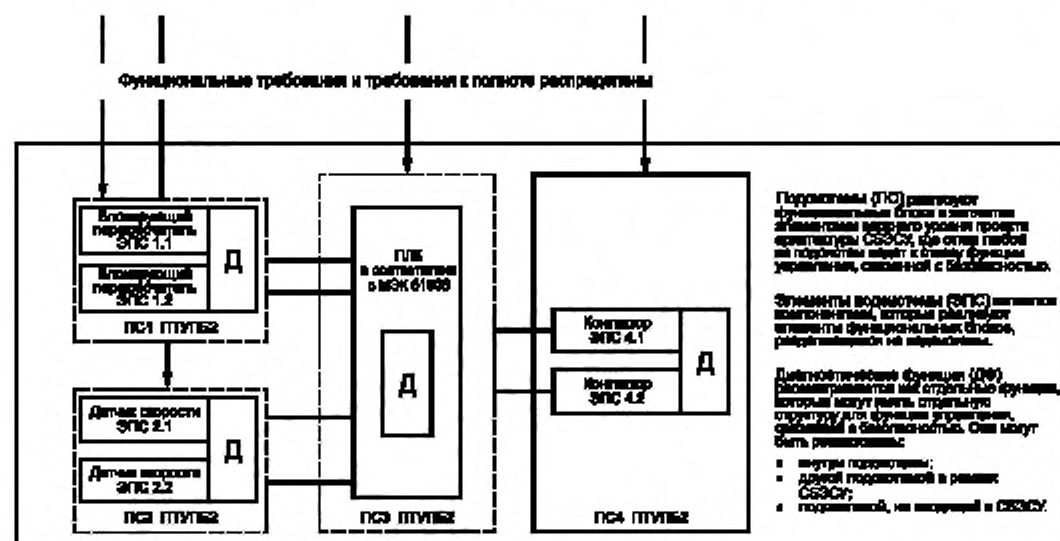 Функциональные требования и требования к полноте распределены
Блокирующий
переключатель
ЭПС 1.1
Д
Блокирующий
переключатель
ЭПС 1.2
ПС1 ПТУПБ2
Датчик скорости
ЭПС 2.1
Д
Датчик скорости
ЭПС 2.2
ПС2 ПТУПБ2
ПЛК
в соответствии
с МЭК 61508
Д
ПС3 ПТУПБ2
Контактор
ЭПС 4.1
Д
Контактор
ЭПС 4.2
ПС4 ПТУПБ2
Подсистемы (ПС) реализуют
функциональные блоки и являются
элементами верхнего уровня проекта
архитектуры СБЭСУ, где отказ любой
из подсистем ведет к отказу функции
управления, связанной с безопасностью.
Элементы подсистемы (ЭПС) являются
компонентами, которые реализуют
элементы функциональных блоков,
на подсистемы.
Диагностические функции (ДФ)
рассматриваются как отдельные функции,
которые могут иметь отдельную
структуру для функции управления,
связанной с безопасностью. Они могут
быть реализованы:
• внутри подсистемы;
• другой подсистемой в рамках
СБЭСУ;
• подсистемой, не входящей в СБЭСУ.